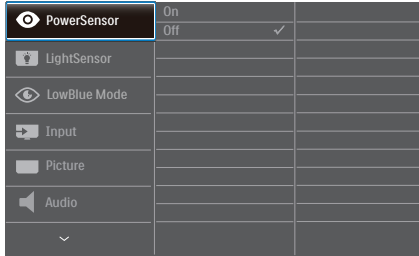 PowerSensor
On
Off
LightSensor
LowBlue Mode
Input
Picture
Audio